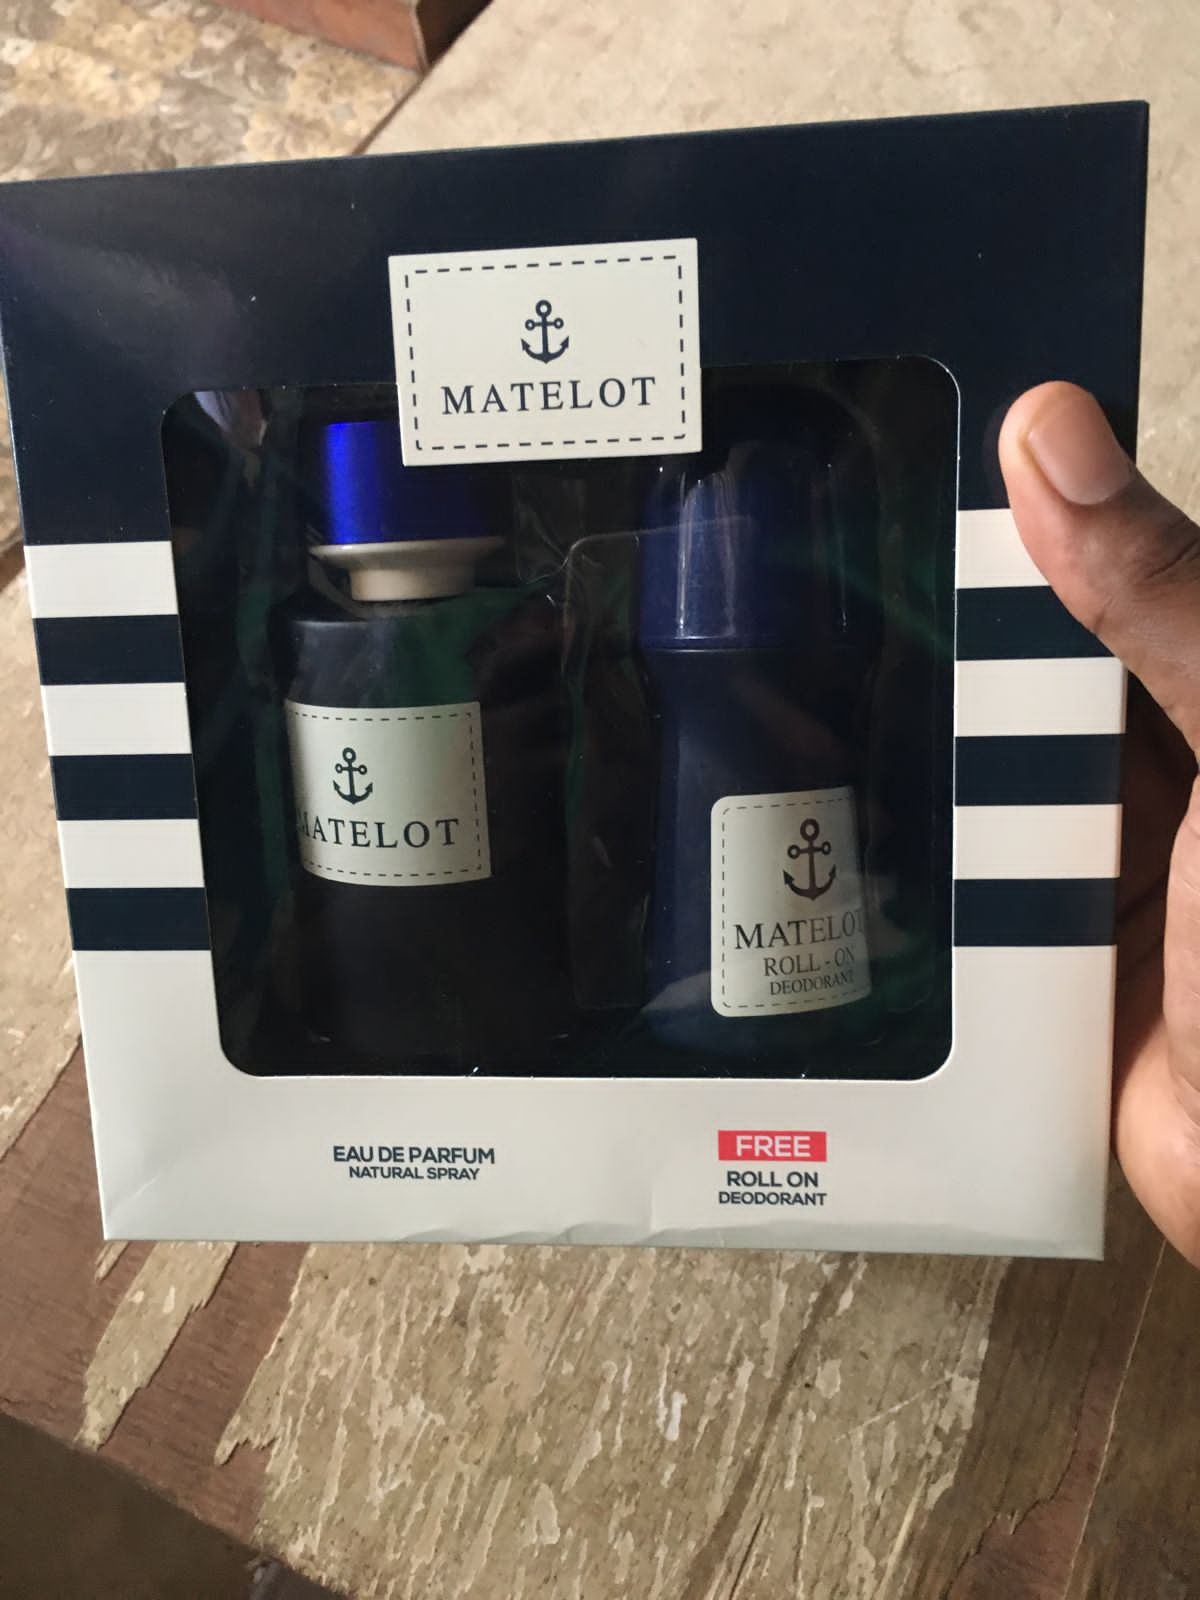 MATELOT
MATELOT
MATELOT
ROLL - ON
DEODORANT
EAU DE PARFUM
NATURAL SPRAY
FREE
ROLL ON
DEODORANT